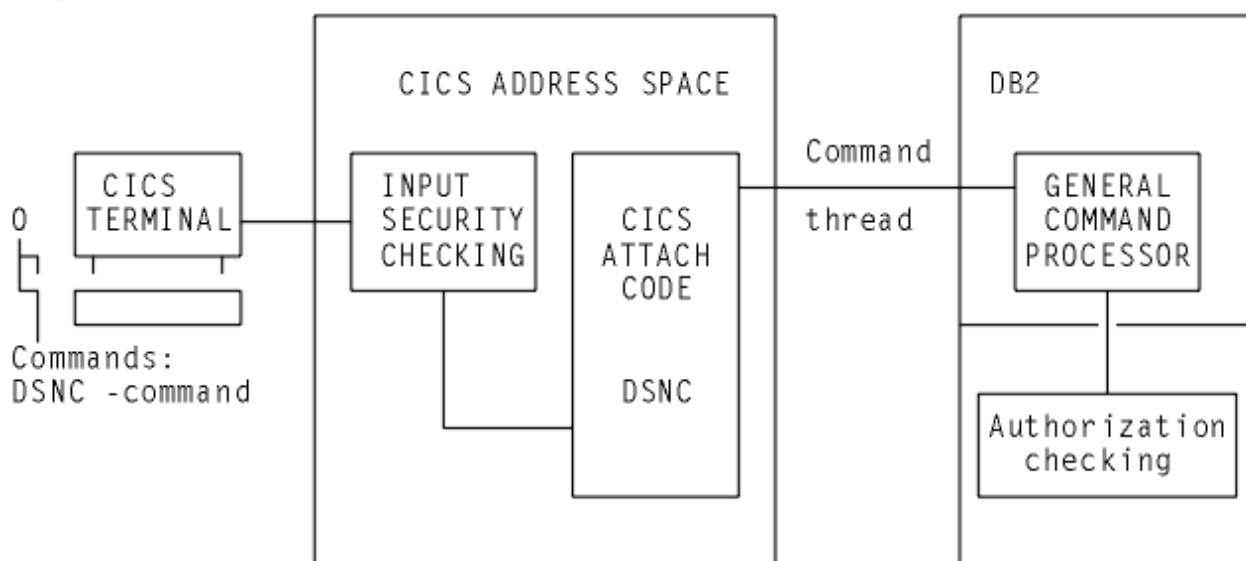 CICS ADDRESS SPACE
DB2
CICS
TERMINAL
INPUT
SECURITY
CHECKING
CICS
ATTACH
CODE
DSNC
Command
thread
GENERAL
COMMAND
PROCESSOR
O
Commands:
DSNC -command
Authorization
checking